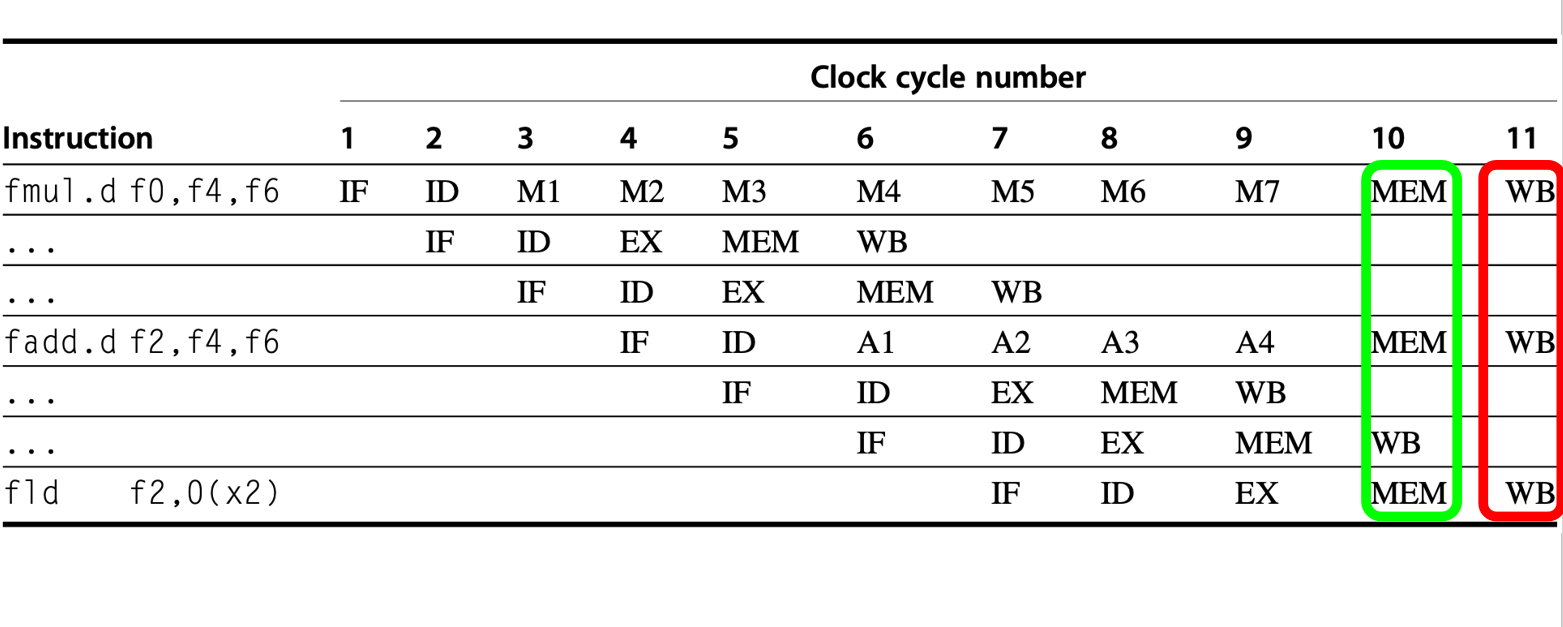 Clock cycle number
Instruction 1 2 3 4 5 6 7 8 9 10 11
fmul.d f0,f4,f6 IF ID M1 M2 M3 M4 M5 M6 M7 MEM WB
... IF ID EX MEM WB
... IF ID EX MEM WB
fadd.d f2,f4,f6 IF ID A1 A2 A3 A4 MEM WB
... IF ID EX MEM WB
... IF ID EX MEM WB
fld f2,0(x2) IF ID EX MEM WB